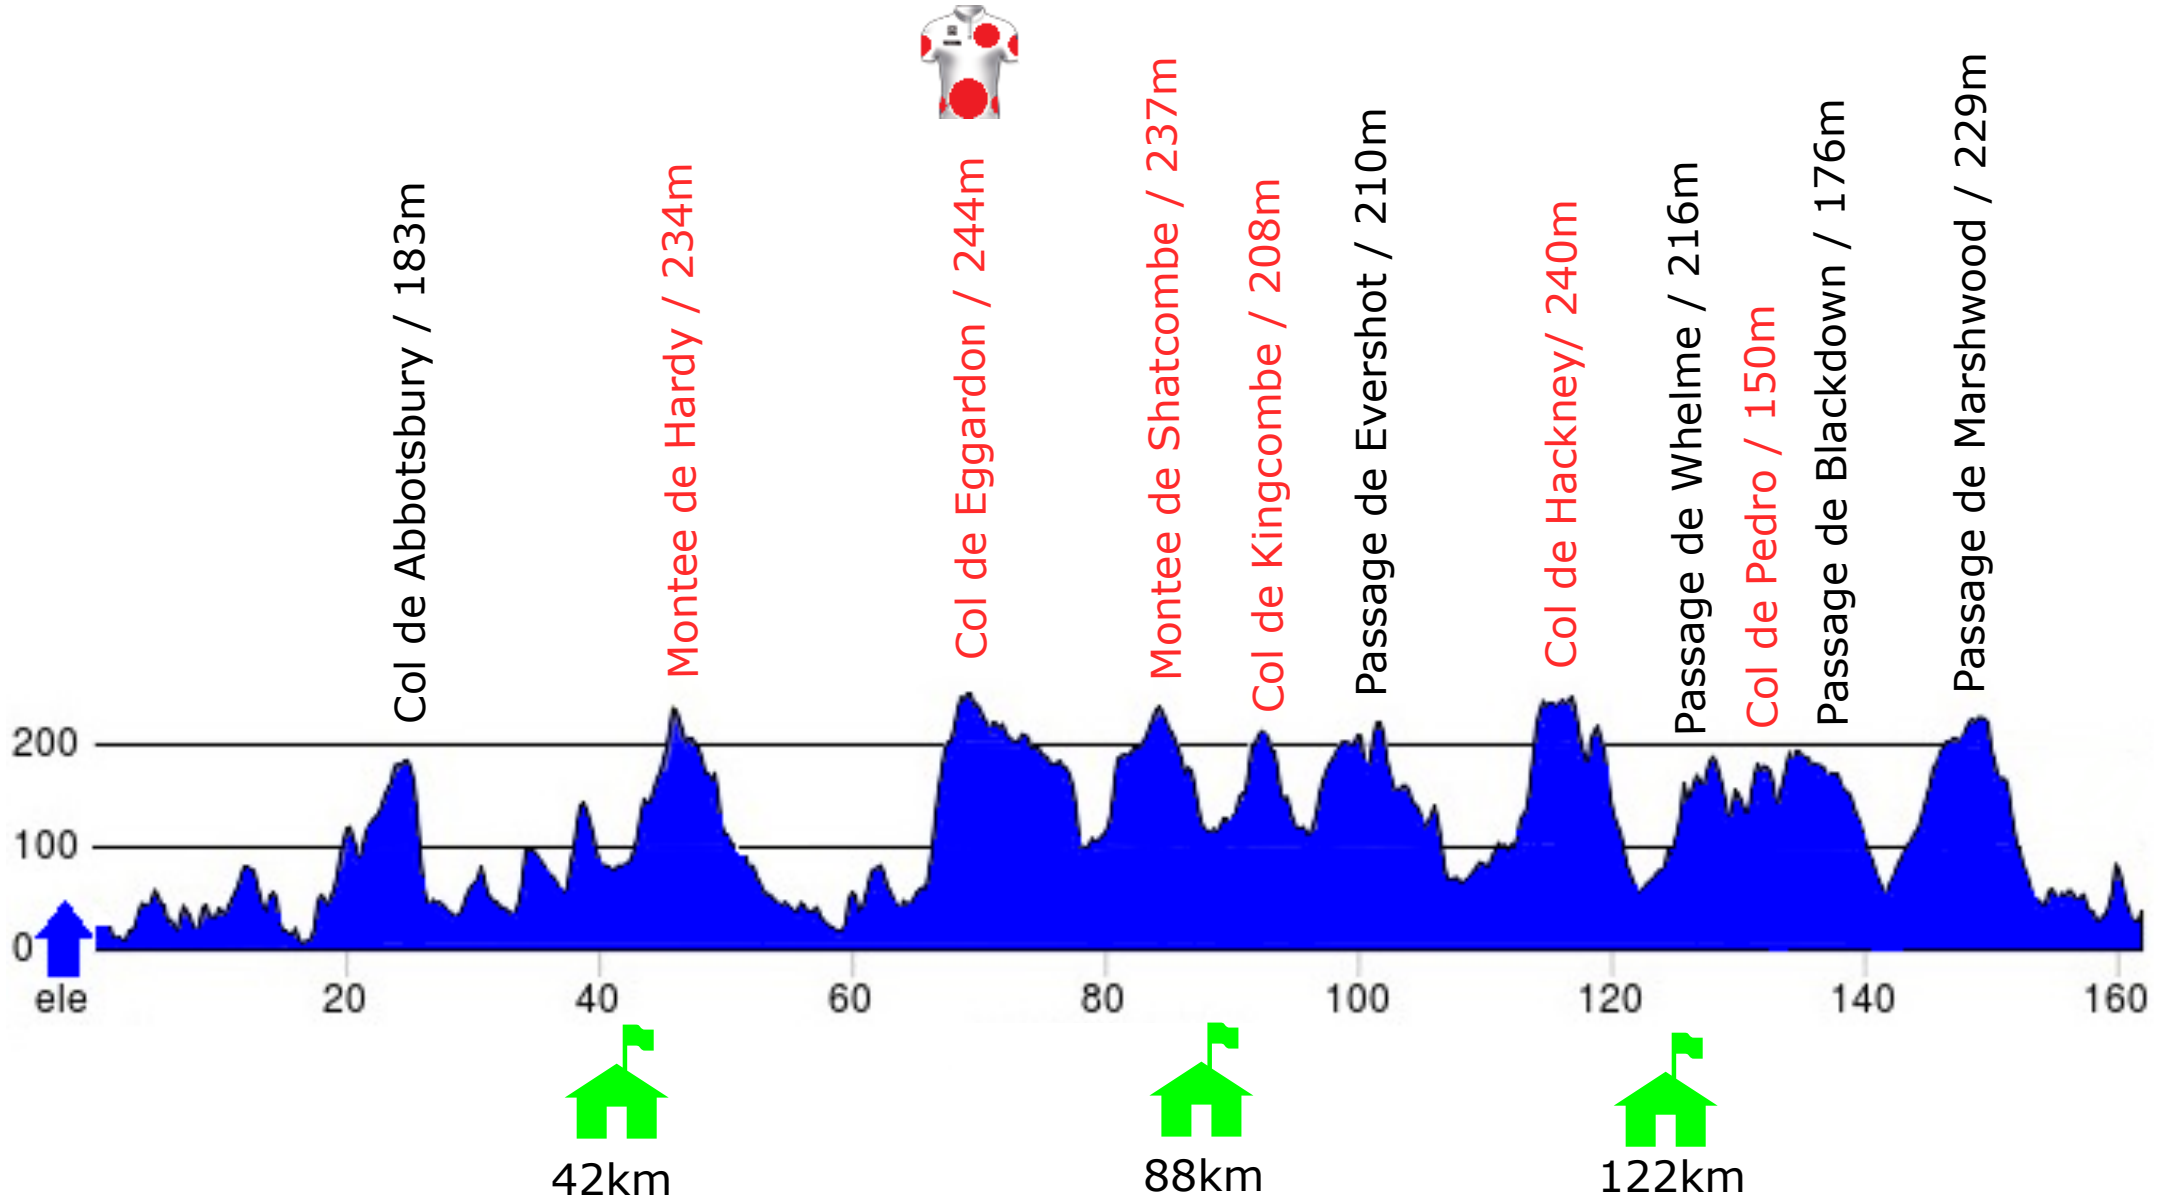 Col de Abbotsbury / 183m
Montee de Hardy / 234m
Col de Eggardon / 244m
Montee de Shatcombe / 237m
Col de Kingcombe / 208m
Passage de Evershot / 210m
Col de Hackney/ 240m
Passage de Whelme / 216m
Col de Pedro / 150m
Passage de Blackdown / 176m
Passage de Marshwood / 229m
200
100
0
ele
20
40
60
80
100
120
140
160
42km
88km
122km